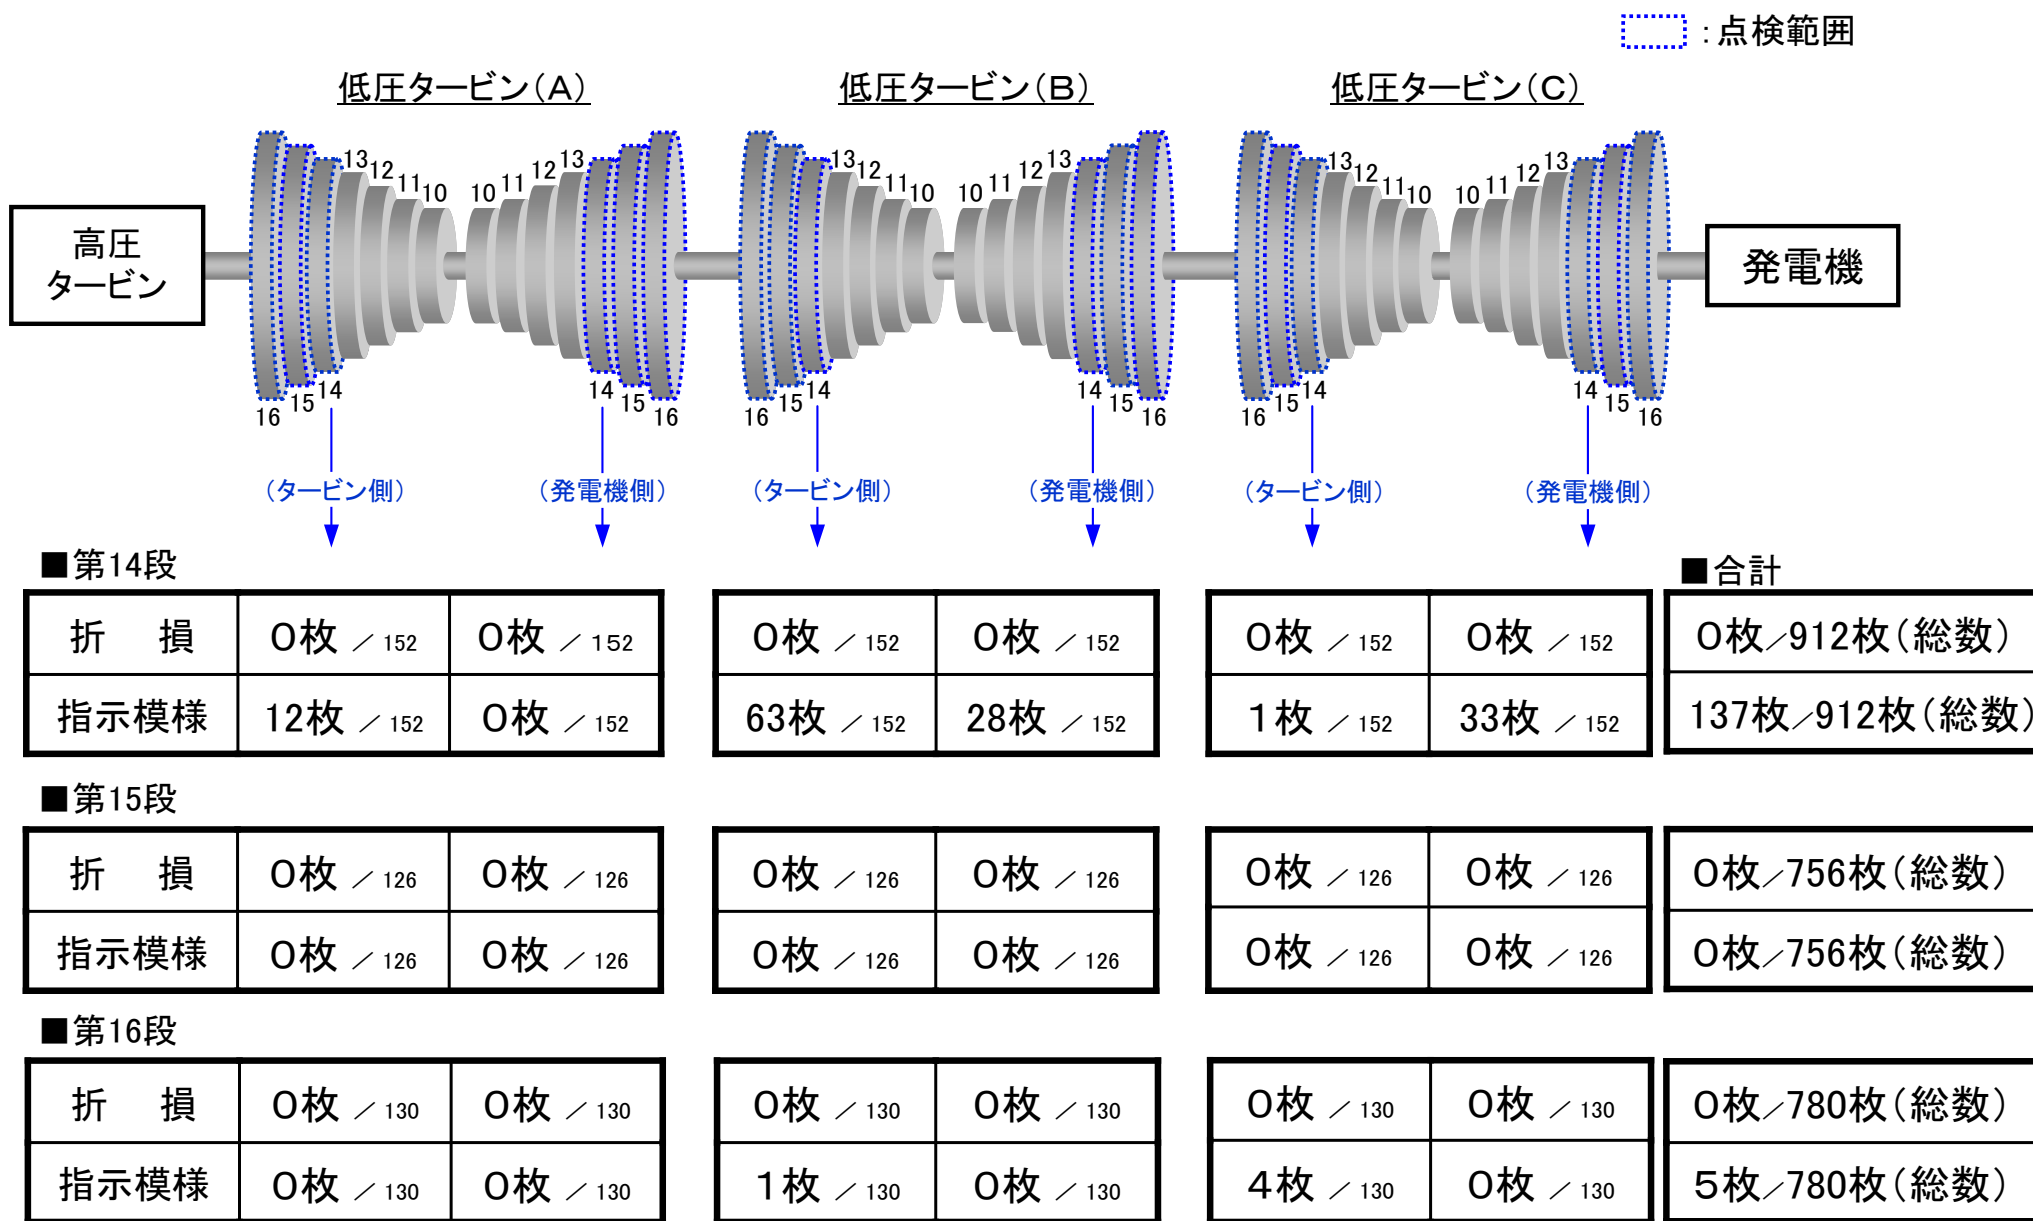 ：点検範囲
低圧タービン（Ａ） 低圧タービン（Ｂ） 低圧タービン（Ｃ）
13 12 11 10 10 11 12 13 13 12 11 10 10 11 12 13 13 12 11 10 10 11 12 13
高圧
タービン
発電機
16 15 14 14 15 16 16 15 14 14 15 16 16 15 14 14 15 16
（タービン側） （発電機側） （タービン側） （発電機側） （タービン側） （発電機側）
■第14段 ■合計
折　損 0枚／152 0枚／152 0枚／152 0枚／152 0枚／152 0枚／152 0枚／912枚（総数）
指示模様 12枚／152 0枚／152 63枚／152 28枚／152 1枚／152 33枚／152 137枚／912枚（総数）
■第15段
折　損 0枚／126 0枚／126 0枚／126 0枚／126 0枚／126 0枚／126 0枚／756枚（総数）
指示模様 0枚／126 0枚／126 0枚／126 0枚／126 0枚／126 0枚／126 0枚／756枚（総数）
■第16段
折　損 0枚／130 0枚／130 0枚／130 0枚／130 0枚／130 0枚／130 0枚／780枚（総数）
指示模様 0枚／130 0枚／130 1枚／130 0枚／130 4枚／130 0枚／130 5枚／780枚（総数）